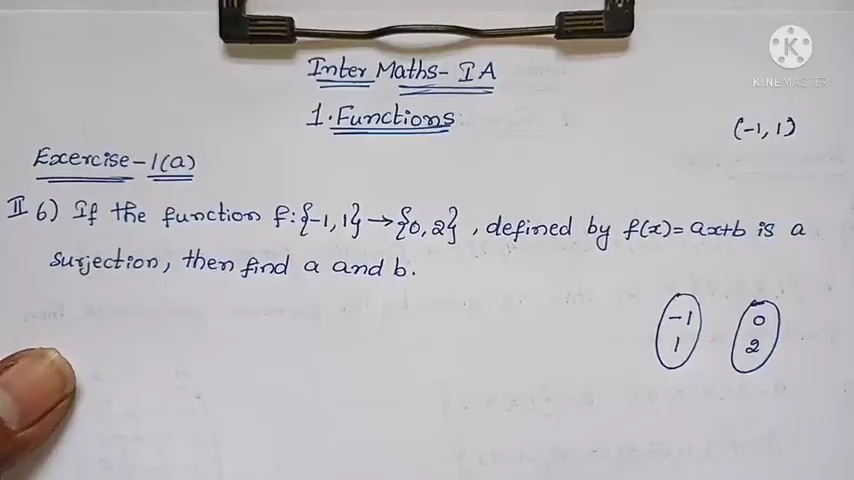 Inter Maths- IA
K
KINEMASTER
1. Functions
(-1, 1)
Exercise-1(a)
II 6) If the function f:{-1, 1} → {0, 2}, defined by f(x)= ax+b is a
surjection, then find a and b.
-1 0
1 2